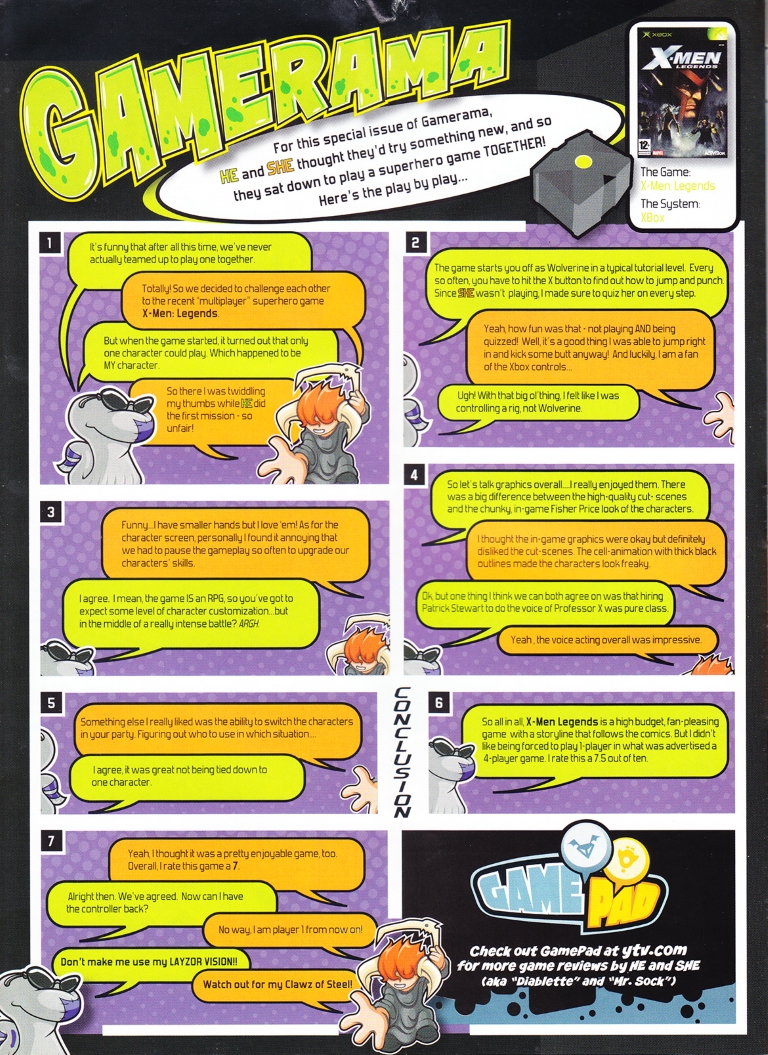 GAMERAMA
For this special issue of Gamerama,
HE and SHE thought they'd try something new, and so
they sat down to play a superhero game TOGETHER!
Here's the play by play...
XBOX
X-MEN
LEGENDS
12+
MARVEL
ACTIVISION
The Game:
X-Men: Legends
The System:
XBox
1
It's funny that after all this time, we've never
actually teamed up to play one together.
Totally! So we decided to challenge each other
to the recent "multiplayer" superhero game
X-Men: Legends.
But when the game started, it turned out that only
one character could play. Which happened to be
MY character.
So there I was twiddling
my thumbs while HE did
the first mission - so
unfair!
2
The game starts you off as Wolverine in a typical tutorial level. Every
so often, you have to hit the X button to find out how to jump and punch.
Since SHE wasn't playing, I made sure to quiz her on every step.
Yeah, how fun was that - not playing AND being
quizzed! Well, it's a good thing I was able to jump right
in and kick some butt anyway! And luckily, I am a fan
of the Xbox controls...
Ugh! With that big ol'thing, I felt like I was
controlling a rig, not Wolverine.
3
Funny...I have smaller hands but I love 'em! As for the
character screen, personally I found it annoying that
we had to pause the gameplay so often to upgrade our
characters' skills.
I agree. I mean, the game IS an RPG, so you've got to
expect some level of character customization...but
in the middle of a really intense battle? ARGH.
4
So let's talk graphics overall....I really enjoyed them. There
was a big difference between the high-quality cut- scenes
and the chunky, in-game Fisher Price look of the characters.
I thought the in-game graphics were okay but definitely
disliked the cut-scenes. The cell-animation with thick black
outlines made the characters look freaky.
Ok, but one thing I think we can both agree on was that hiring
Patrick Stewart to do the voice of Professor X was pure class.
Yeah, the voice acting overall was impressive.
5
Something else I really liked was the ability to switch the characters
in your party. Figuring out who to use in which situation....
I agree, it was great not being tied down to
one character.
CONCLUSION
6
So all in all, X-Men Legends is a high budget, fan-pleasing
game with a storyline that follows the comics. But I didn't
like being forced to play 1-player in what was advertised a
4-player game. I rate this a 7.5 out of ten.
7
Yeah, I thought it was a pretty enjoyable game, too.
Overall, I rate this game a 7.
Alright then. We've agreed. Now can I have
the controller back?
No way, I am player 1 from now on!
Don't make me use my LAYZOR VISION!!
Watch out for my Clawz of Steel!
GAME PAD
Check out GamePad at ytv.com
for more game reviews by HE and SHE
(aka "Diablette" and "Mr. Sock")